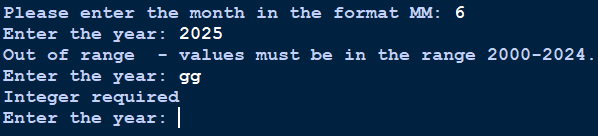 Please enter the month in the format MM: 6
Enter the year: 2025
Out of range  - values must be in the range 2000-2024.
Enter the year: gg
Integer required
Enter the year: